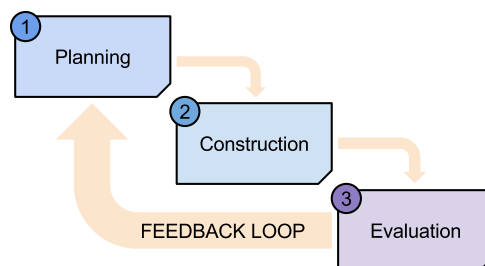 1
Planning
2
Construction
3
Evaluation
FEEDBACK LOOP